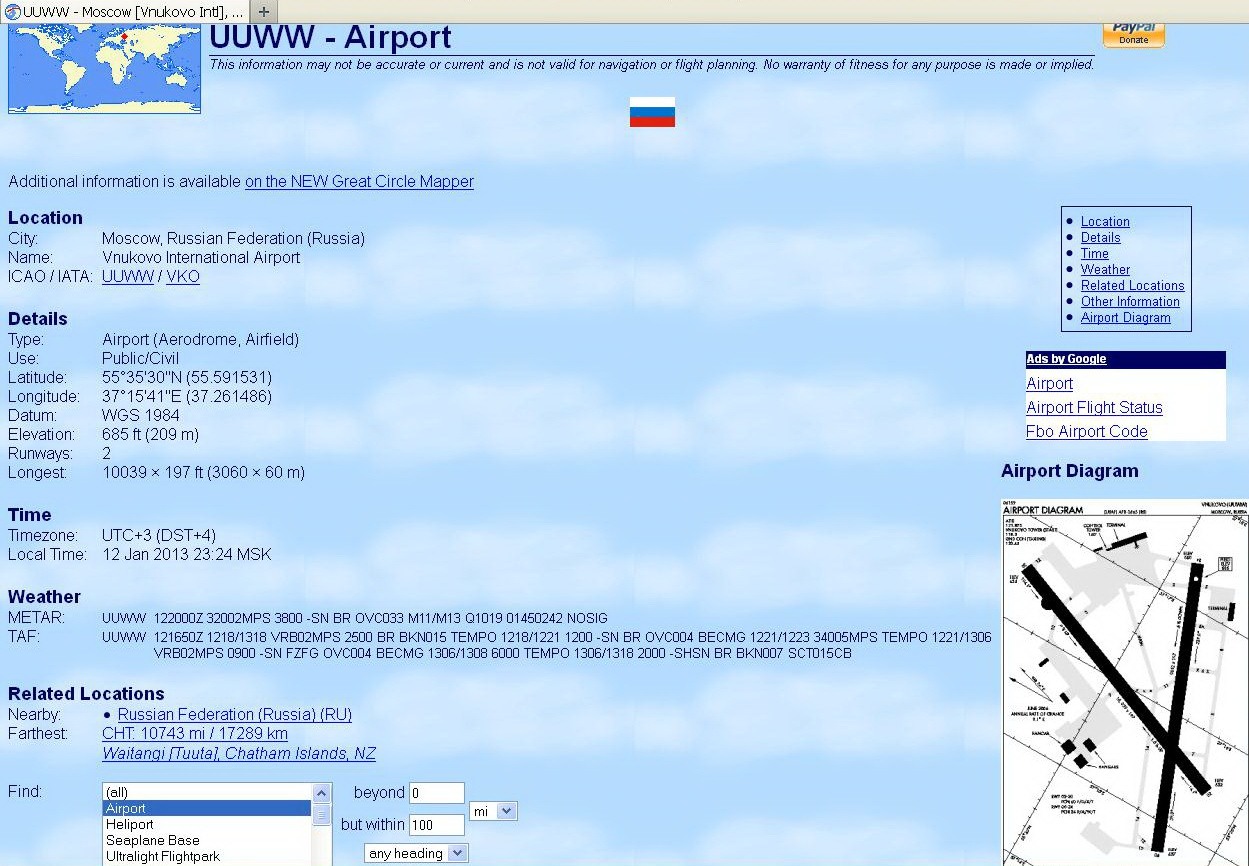 UUWW - Moscow [Vnukovo Intl], ...
UUWW - Airport
PayPal
Donate
This information may not be accurate or current and is not valid for navigation or flight planning. No warranty of fitness for any purpose is made or implied.
Additional information is available on the NEW Great Circle Mapper
Location
City: Moscow, Russian Federation (Russia)
Name: Vnukovo International Airport
ICAO / IATA: UUWW / VKO
Details
Type: Airport (Aerodrome, Airfield)
Use: Public/Civil
Latitude: 55°35'30"N (55.591531)
Longitude: 37°15'41"E (37.261486)
Datum: WGS 1984
Elevation: 685 ft (209 m)
Runways: 2
Longest: 10039 × 197 ft (3060 × 60 m)
Time
Timezone: UTC+3 (DST+4)
Local Time: 12 Jan 2013 23:24 MSK
Weather
METAR: UUWW 122000Z 32002MPS 3800 -SN BR OVC033 M11/M13 Q1019 01450242 NOSIG
TAF: UUWW 121650Z 1218/1318 VRB02MPS 2500 BR BKN015 TEMPO 1218/1221 1200 -SN BR OVC004 BECMG 1221/1223 34005MPS TEMPO 1221/1306
VRB02MPS 0900 -SN FZFG OVC004 BECMG 1306/1308 6000 TEMPO 1306/1318 2000 -SHSN BR BKN007 SCT015CB
Related Locations
Nearby: • Russian Federation (Russia) (RU)
Farthest: CHT: 10743 mi / 17289 km
Waitangi [Tuuta], Chatham Islands, NZ
Find:
(all)
Airport
Heliport
Seaplane Base
Ultralight Flightpark
beyond 0
mi
but within 100
any heading
• Location
• Details
• Time
• Weather
• Related Locations
• Other Information
• Airport Diagram
Ads by Google
Airport
Airport Flight Status
Fbo Airport Code
Airport Diagram
AIRPORT DIAGRAM
CONTROL
TOWER
TERMINAL
JUNE 2006
ANNUAL RATE OF CHANGE
HANGAR
HANGARS